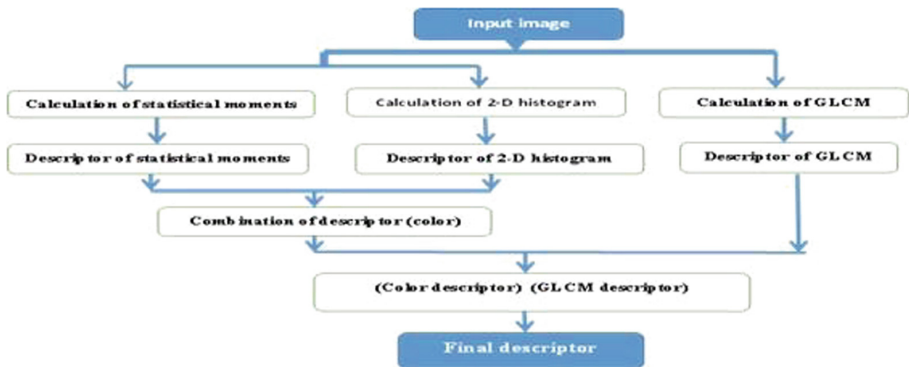 Input image
Calculation of statistical moments
Calculation of 2-D histogram
Calculation of GLCM
Descriptor of statistical moments
Descriptor of 2-D histogram
Descriptor of GLCM
Combination of descriptor (color)
(Color descriptor) (GLCM descriptor)
Final descriptor